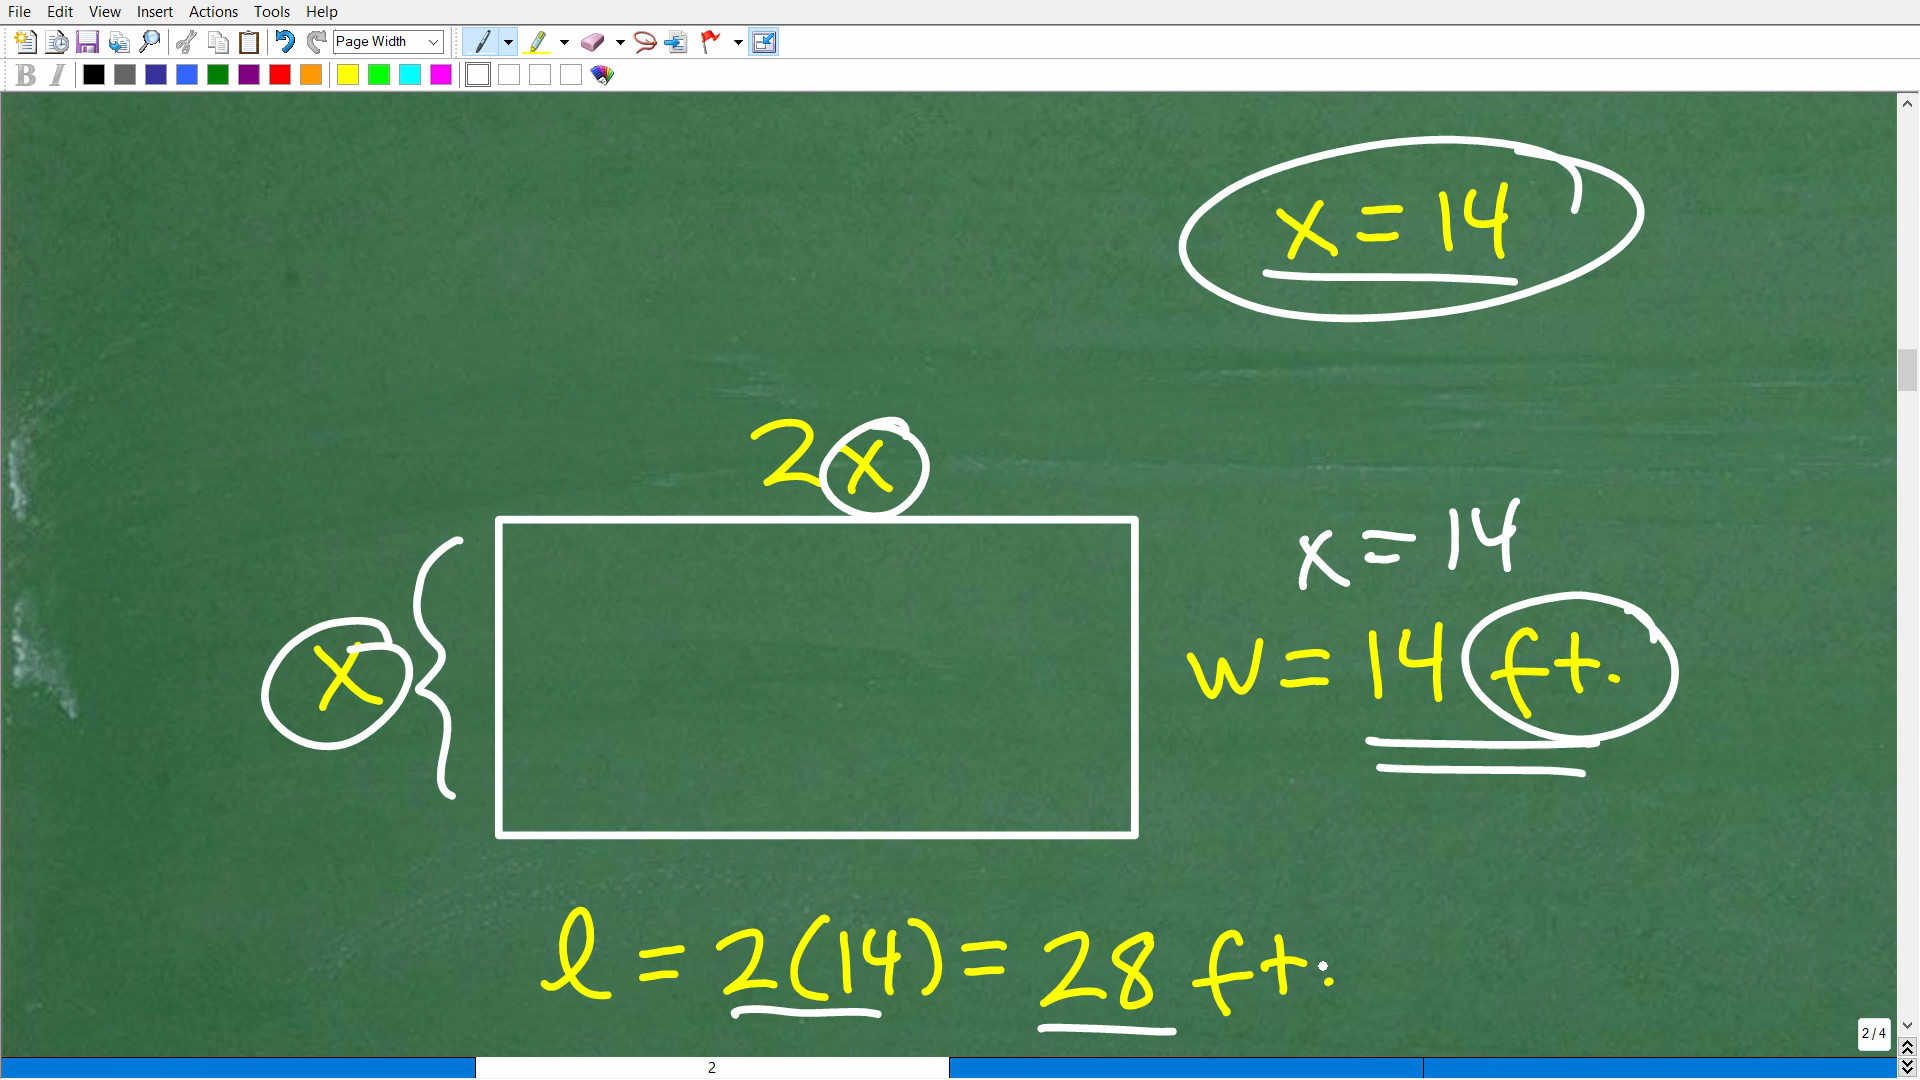 File Edit View Insert Actions Tools Help
Page Width
B I
x = 14
2x
x = 14
x
w = 14 ft.
l = 2(14) = 28 ft.
2 / 4
2